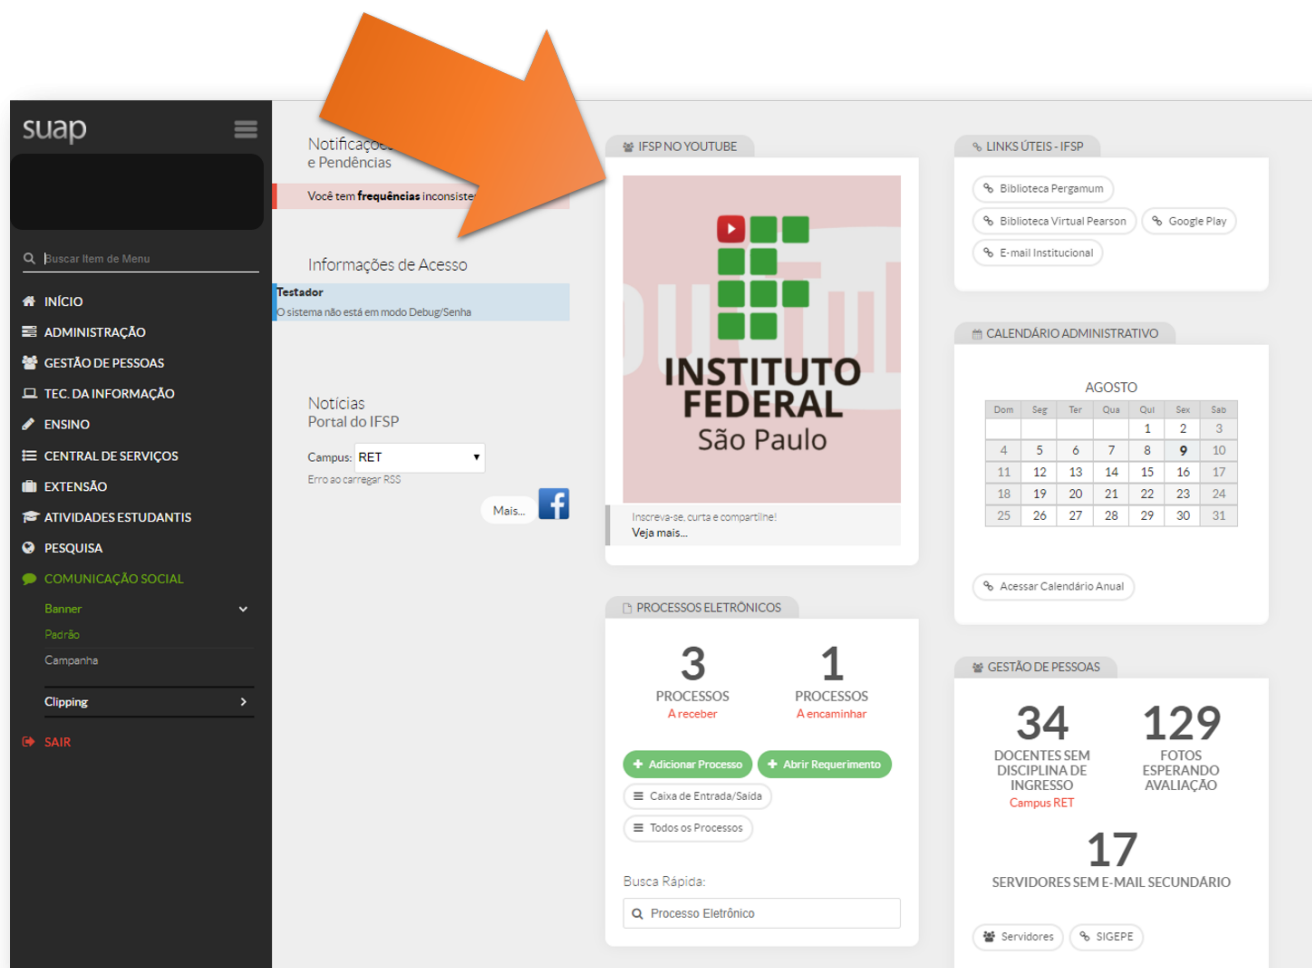 suap
Buscar Item de Menu
INÍCIO
ADMINISTRAÇÃO
GESTÃO DE PESSOAS
TEC. DA INFORMAÇÃO
ENSINO
CENTRAL DE SERVIÇOS
EXTENSÃO
ATIVIDADES ESTUDANTIS
PESQUISA
COMUNICAÇÃO SOCIAL
Banner
Padrão
Campanha
Clipping
SAIR
Notificações
e Pendências
Você tem frequências
Informações de Acesso
Testador
O sistema não está em modo Debug/Senha
Notícias
Portal do IFSP
Campus: RET
Erro ao carregar RSS
Mais...
IFSP NO YOUTUBE
INSTITUTO
FEDERAL
São Paulo
Inscreva-se, curta e compartilhe!
Veja mais...
PROCESSOS ELETRÔNICOS
3 1
PROCESSOS PROCESSOS
A receber A encaminhar
Adicionar Processo Abrir Requerimento
Caixa de Entrada/Saída
Todos os Processos
Busca Rápida:
Processo Eletrônico
LINKS ÚTEIS - IFSP
Biblioteca Pergamum
Biblioteca Virtual Pearson Google Play
E-mail Institucional
CALENDÁRIO ADMINISTRATIVO
AGOSTO
Dom Seg Ter Qua Qui Sex Sab
1 2 3
4 5 6 7 8 9 10
11 12 13 14 15 16 17
18 19 20 21 22 23 24
25 26 27 28 29 30 31
Acessar Calendário Anual
GESTÃO DE PESSOAS
34
DOCENTES SEM
DISCIPLINA DE
INGRESSO
Campus RET
129
FOTOS
ESPERANDO
AVALIAÇÃO
17
SERVIDORES SEM E-MAIL SECUNDÁRIO
Servidores SIGEPE